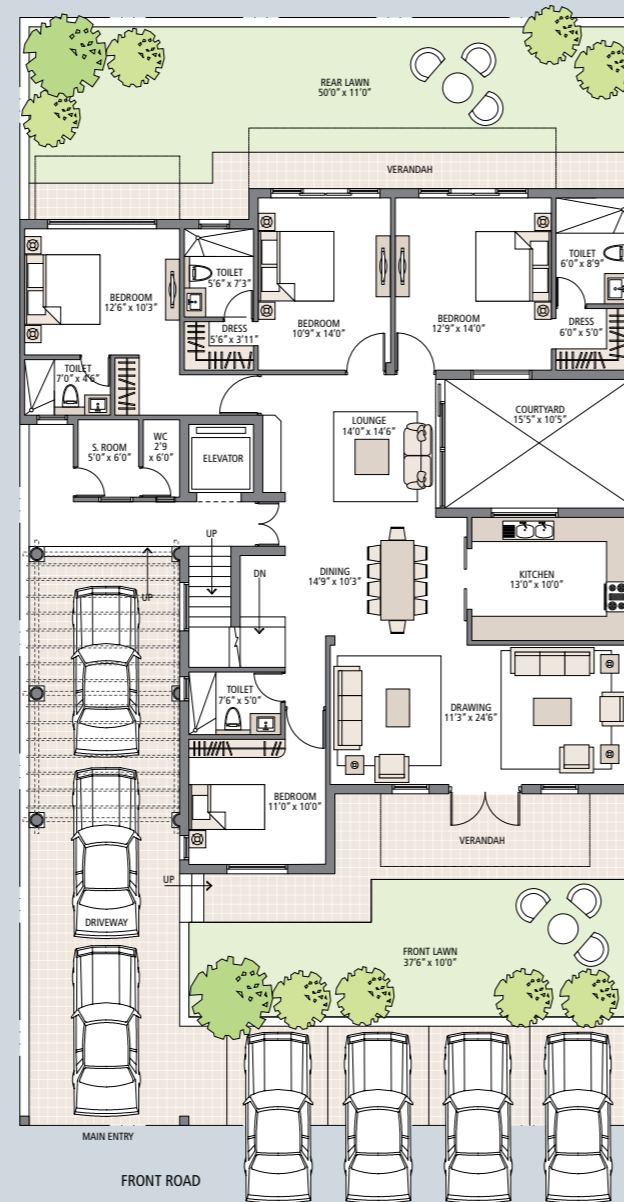 REAR LAWN
50'0" x 11'0"
VERANDAH
BEDROOM
12'6" x 10'3"
TOILET
5'6" x 7'3"
DRESS
5'6" x 3'11"
BEDROOM
10'9" x 14'0"
BEDROOM
12'9" x 14'0"
TOILET
6'0" x 8'9"
DRESS
6'0" x 5'0"
TOILET
7'0" x 4'6"
S. ROOM
5'0" x 6'0"
WC
2'9
x 6'0"
ELEVATOR
LOUNGE
14'0" x 14'6"
COURTYARD
15'5" x 10'5"
UP
DN
UP
DINING
14'9" x 10'3"
KITCHEN
13'0" x 10'0"
TOILET
7'6" x 5'0"
DRAWING
11'3" x 24'6"
BEDROOM
11'0" x 10'0"
VERANDAH
UP
DRIVEWAY
FRONT LAWN
37'6" x 10'0"
MAIN ENTRY
FRONT ROAD